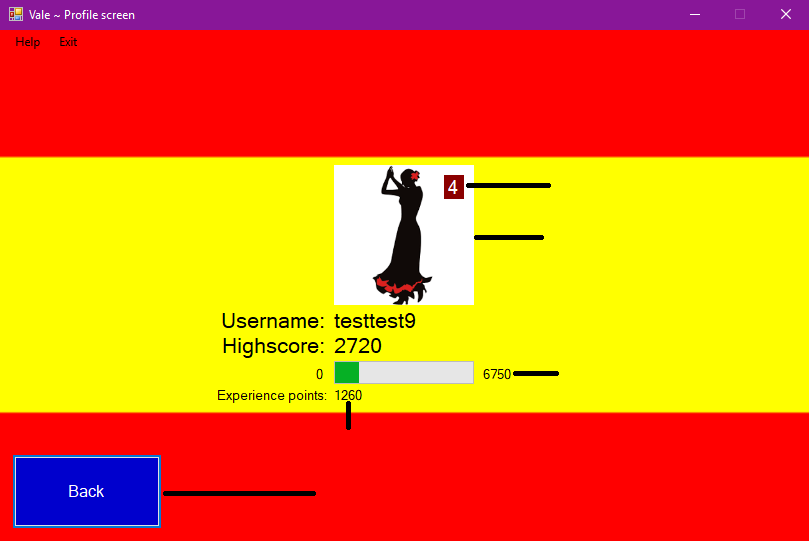 Vale ~ Profile screen
Help Exit
4
Username: testtest9
Highscore: 2720
0 6750
Experience points: 1260
Back